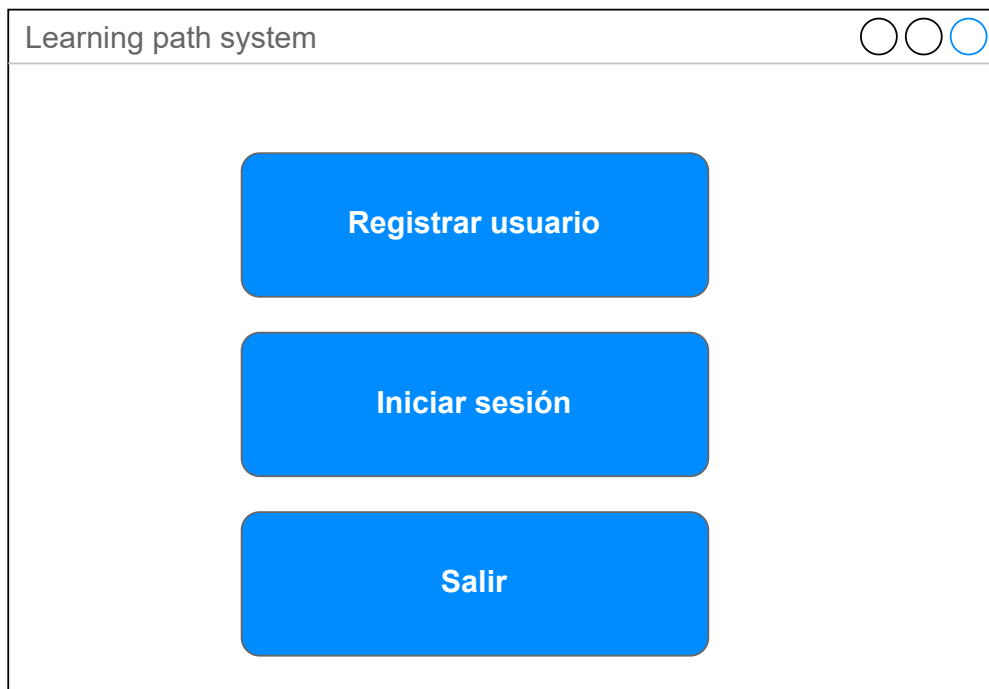 Learning path system
Registrar usuario
Iniciar sesión
Salir